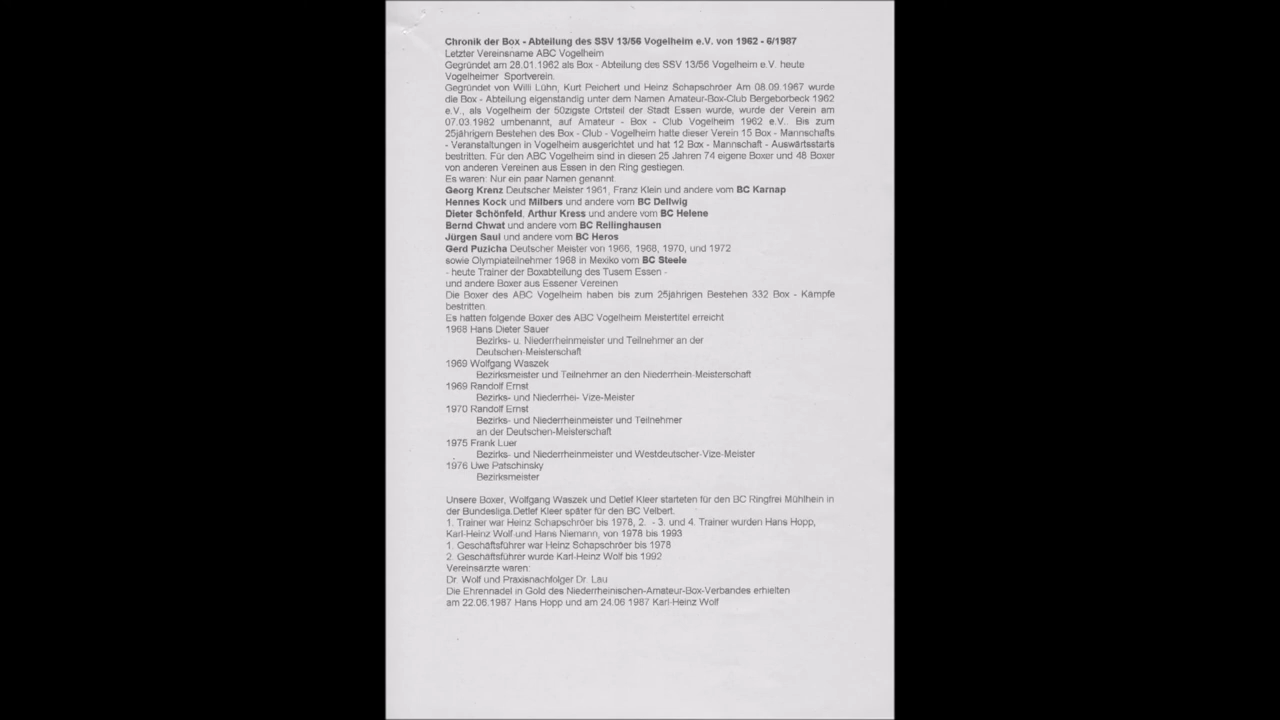 Chronik der Box - Abteilung des SSV 13/56 Vogelheim e.V. von 1962 - 6/1987
Letzter Vereinsname ABC Vogelheim
Gegründet am 28.01.1962 als Box - Abteilung des SSV 13/56 Vogelheim e.V. heute
Vogelheimer Sportverein.
Gegründet von Willi Lühn, Kurt Peichert und Heinz Schapschröer Am 08.09.1967 wurde
die Box - Abteilung eigenständig unter dem Namen Amateur-Box-Club Bergeborbeck 1962
e.V., als Vogelheim der 50zigste Ortsteil der Stadt Essen wurde, wurde der Verein am
07.03.1982 umbenannt, auf Amateur - Box - Club Vogelheim 1962 e.V.. Bis zum
25jährigem Bestehen des Box - Club - Vogelheim hatte dieser Verein 15 Box - Mannschafts
- Veranstaltungen in Vogelheim ausgerichtet und hat 12 Box - Mannschaft - Auswärtsstarts
bestritten. Für den ABC Vogelheim sind in diesen 25 Jahren 74 eigene Boxer und 48 Boxer
von anderen Vereinen aus Essen in den Ring gestiegen.
Es waren: Nur ein paar Namen genannt.
Georg Krenz Deutscher Meister 1961, Franz Klein und andere vom BC Karnap
Hennes Kock und Milbers und andere vom BC Dellwig
Dieter Schönfeld, Arthur Kress und andere vom BC Helene
Bernd Chwat und andere vom BC Rellinghausen
Jürgen Saul und andere vom BC Heros
Gerd Puzicha Deutscher Meister von 1966, 1968, 1970, und 1972
sowie Olympiateilnehmer 1968 in Mexiko vom BC Steele
- heute Trainer der Boxabteilung des Tusem Essen -
und andere Boxer aus Essener Vereinen
Die Boxer des ABC Vogelheim haben bis zum 25jährigen Bestehen 332 Box - Kämpfe
bestritten
Es hatten folgende Boxer des ABC Vogelheim Meistertitel erreicht
1968 Hans Dieter Sauer
Bezirks- u. Niederrheinmeister und Teilnehmer an der
Deutschen-Meisterschaft
1969 Wolfgang Waszek
Bezirksmeister und Teilnehmer an den Niederrhein-Meisterschaft
1969 Randolf Ernst
Bezirks- und Niederrhei- Vize-Meister
1970 Randolf Ernst
Bezirks- und Niederrheinmeister und Teilnehmer
an der Deutschen-Meisterschaft
1975 Frank Luer
Bezirks- und Niederrheinmeister und Westdeutscher-Vize-Meister
1976 Uwe Patschinsky
Bezirksmeister
Unsere Boxer, Wolfgang Waszek und Detlef Kleer starteten für den BC Ringfrei Mühlhein in
der Bundesliga.Detlef Kleer später für den BC Velbert.
1. Trainer war Heinz Schapschröer bis 1978, 2. - 3. und 4. Trainer wurden Hans Hopp,
Karl-Heinz Wolf und Hans Niemann, von 1978 bis 1993
1. Geschäftsführer war Heinz Schapschröer bis 1978
2. Geschäftsführer wurde Karl-Heinz Wolf bis 1992
Vereinsärzte waren:
Dr. Wolf und Praxisnachfolger Dr. Lau
Die Ehrennadel in Gold des Niederrheinischen-Amateur-Box-Verbandes erhielten
am 22.06.1987 Hans Hopp und am 24.06 1987 Karl-Heinz Wolf